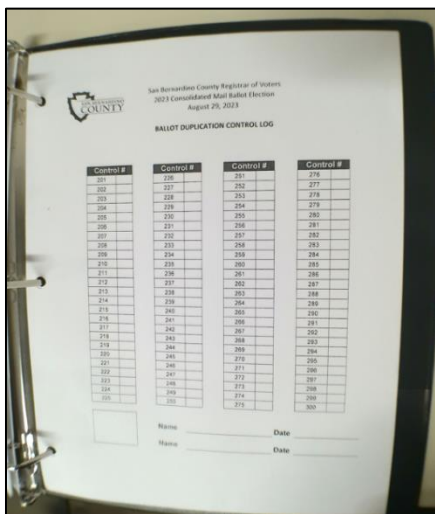 SAN BERNARDINO
COUNTY
San Bernardino County Registrar of Voters
2023 Consolidated Mail Ballot Election
August 29, 2023
BALLOT DUPLICATION CONTROL LOG
Control # Control # Control # Control #
201 226 251 276
202 227 252 277
203 228 253 278
204 229 254 279
205 230 255 280
206 231 256 281
207 232 257 282
208 233 258 283
209 234 259 284
210 235 260 285
211 236 261 286
212 237 262 287
213 238 263 288
214 239 264 289
215 240 265 290
216 241 266 291
217 242 267 292
218 243 268 293
219 244 269 294
220 245 270 295
221 246 271 296
222 247 272 297
223 248 273 298
224 249 274 299
225 250 275 300
Name Date
Name Date